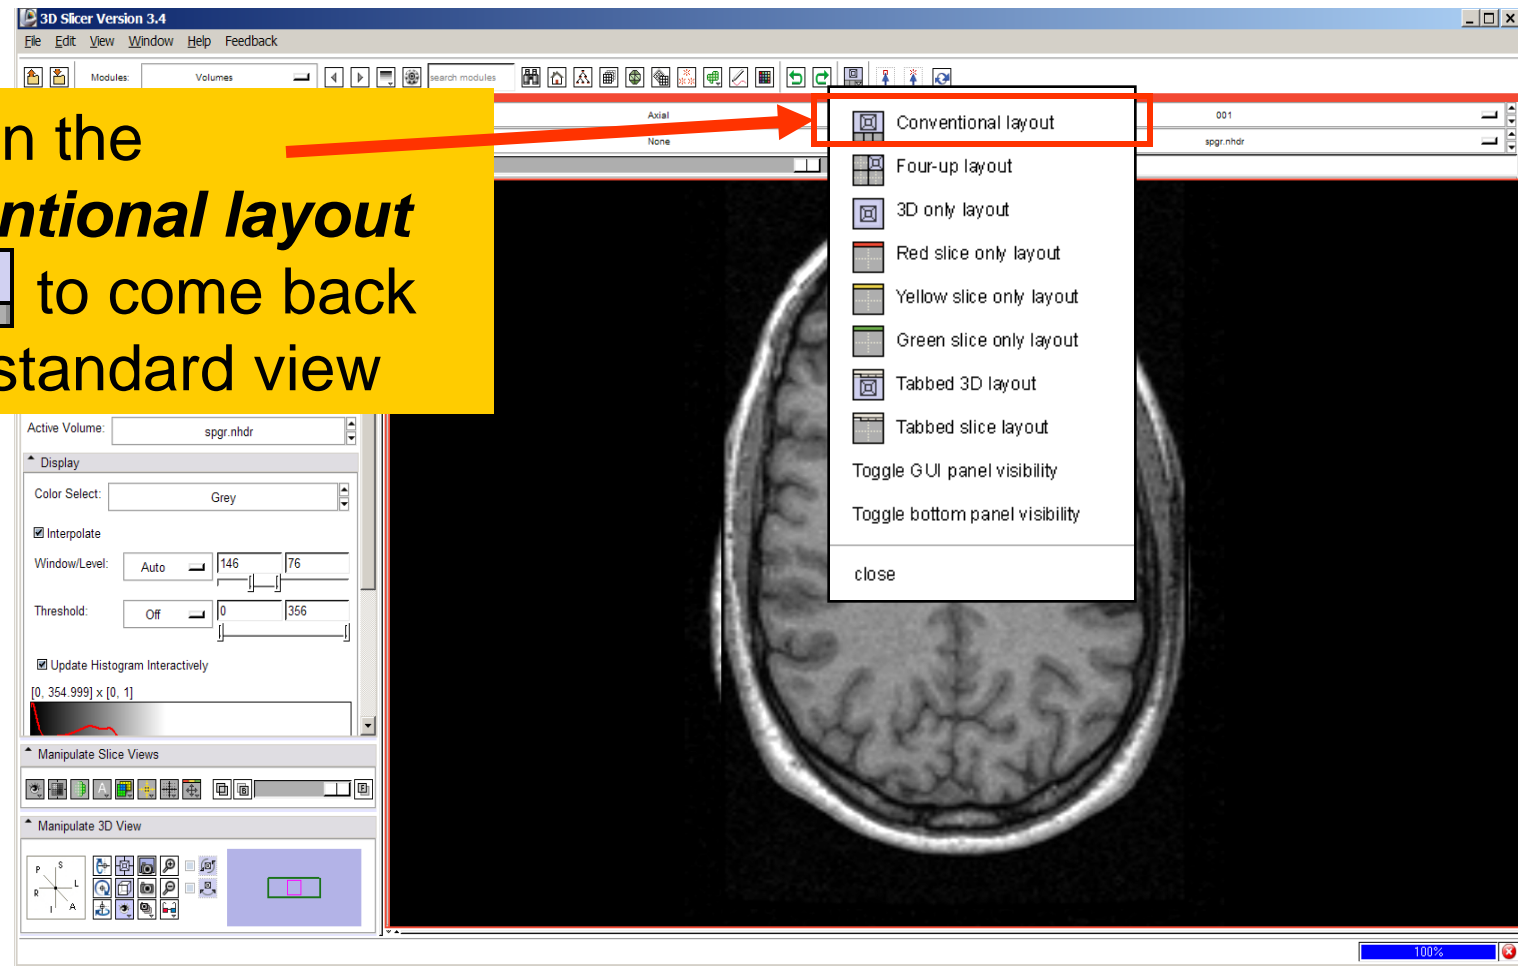 3D Slicer Version 3.4
File Edit View Window Help Feedback
Modules: Volumes search modules
Axial 001
None spgr.nhdr
n the
ntional layout
to come back
standard view
Conventional layout
Four-up layout
3D only layout
Red slice only layout
Yellow slice only layout
Green slice only layout
Tabbed 3D layout
Tabbed slice layout
Toggle GUI panel visibility
Toggle bottom panel visibility
close
Active Volume: spgr.nhdr
Display
Color Select: Grey
Interpolate
Window/Level: Auto 146 76
Threshold: Off 0 356
Update Histogram Interactively
[0, 354.999] x [0, 1]
Manipulate Slice Views
Manipulate 3D View
P S
R L
I A
100%